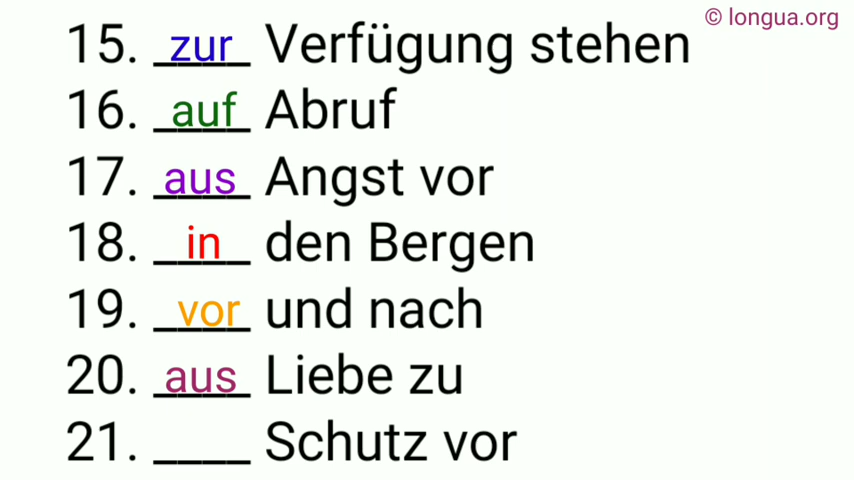 © longua.org
15. zur Verfügung stehen
16. auf Abruf
17. aus Angst vor
18. in den Bergen
19. vor und nach
20. aus Liebe zu
21. ____ Schutz vor